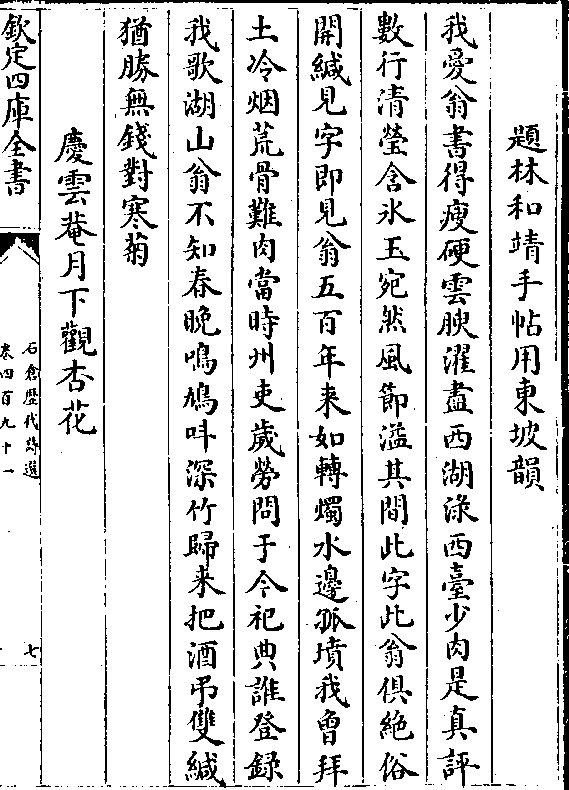 題林和靖手帖用東坡韻
我愛翁書得瘦硬雲腴濯盡西湖渌西臺少肉是真評
數行清瑩含氷玉宛然風節溢其間此字此翁俱絶俗
開緘見字即見翁五百年来如轉燭水邊孤墳我曾拜
土冷烟荒骨難肉當時州吏歲勞問于今祀典誰登録
我歌湖山翁不知春晚鳴鳩呌深竹歸来把酒弔雙緘
猶勝無錢對寒菊
慶雲菴月下觀杏花
欽定四庫全書
石倉歴代詩選
卷四百九十一
七